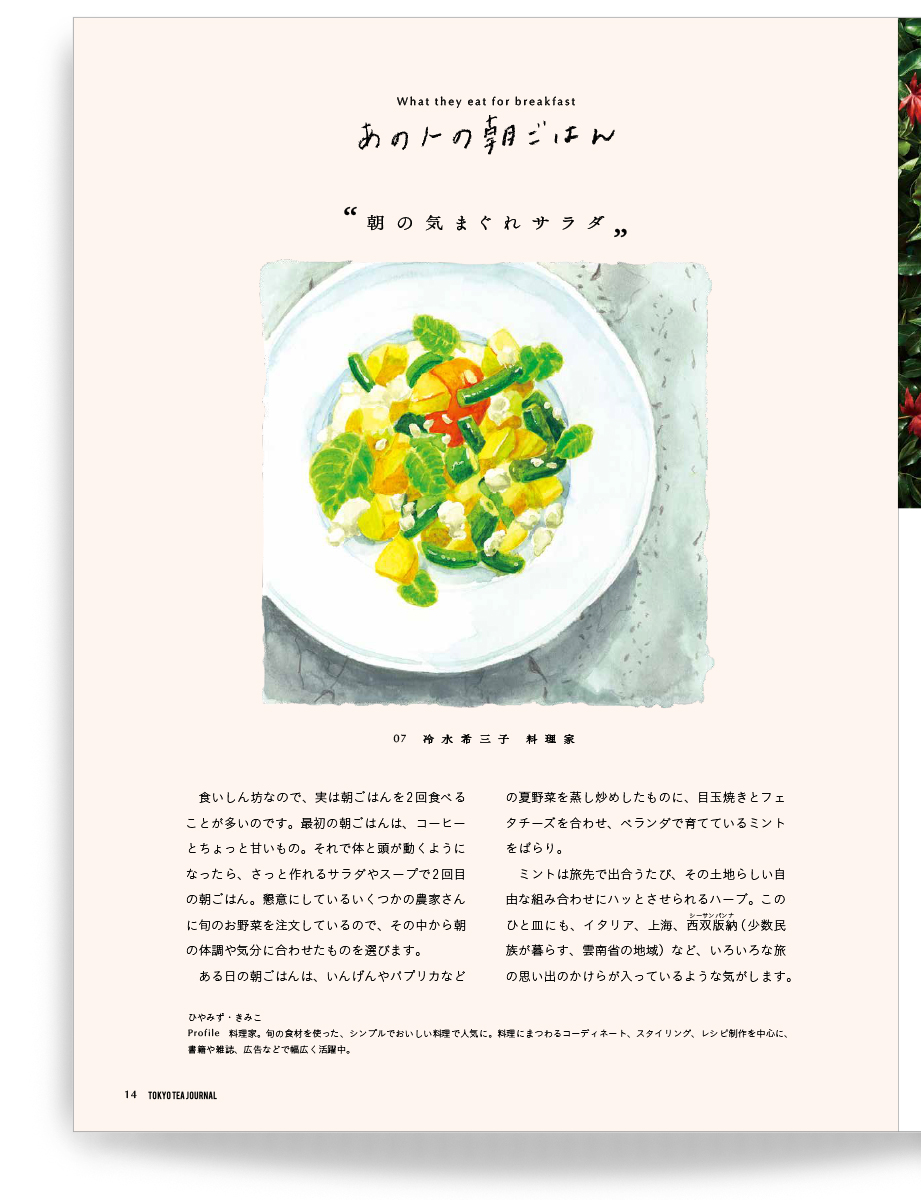 What they eat for breakfast
あの人の朝ごはん
“朝の気まぐれサラダ„
07 冷水希三子 料理家
　食いしん坊なので、実は朝ごはんを2回食べる
ことが多いのです。最初の朝ごはんは、コーヒー
とちょっと甘いもの。それで体と頭が動くように
なったら、さっと作れるサラダやスープで2回目
の朝ごはん。懇意にしているいくつかの農家さん
に旬のお野菜を注文しているので、その中から朝
の体調や気分に合わせたものを選びます。
　ある日の朝ごはんは、いんげんやパプリカなど
の夏野菜を蒸し炒めしたものに、目玉焼きとフェ
タチーズを合わせ、ベランダで育てているミント
をぱらり。
　ミントは旅先で出合うたび、その土地らしい自
由な組み合わせにハッとさせられるハーブ。この
シーサンパンナ
ひと皿にも、イタリア、上海、西双版納（少数民
族が暮らす、雲南省の地域）など、いろいろな旅
の思い出のかけらが入っているような気がします。
ひやみず・きみこ
Profile　料理家。旬の食材を使った、シンプルでおいしい料理で人気に。料理にまつわるコーディネート、スタイリング、レシピ制作を中心に、
書籍や雑誌、広告などで幅広く活躍中。
14 TOKYO TEA JOURNAL